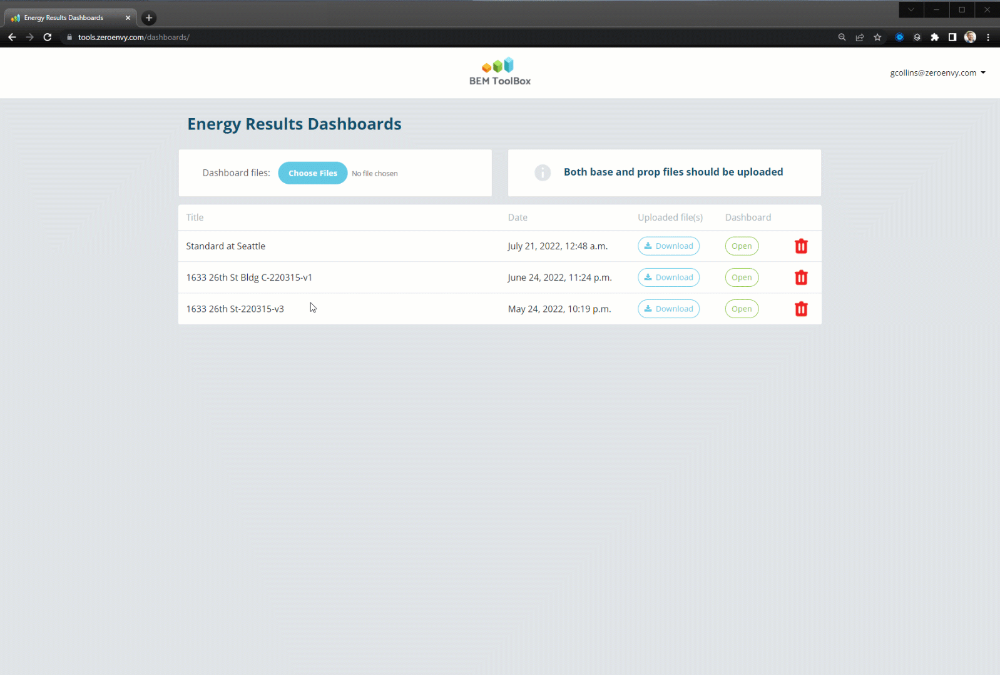 Energy Results Dashboards
tools.zeroenvy.com/dashboards/
BEM ToolBox
gcollins@zeroenvy.com
Energy Results Dashboards
Dashboard files: Choose Files No file chosen
Both base and prop files should be uploaded
Title Date Uploaded file(s) Dashboard
Standard at Seattle July 21, 2022, 12:48 a.m. Download Open
1633 26th St Bldg C-220315-v1 June 24, 2022, 11:24 p.m. Download Open
1633 26th St-220315-v3 May 24, 2022, 10:19 p.m. Download Open